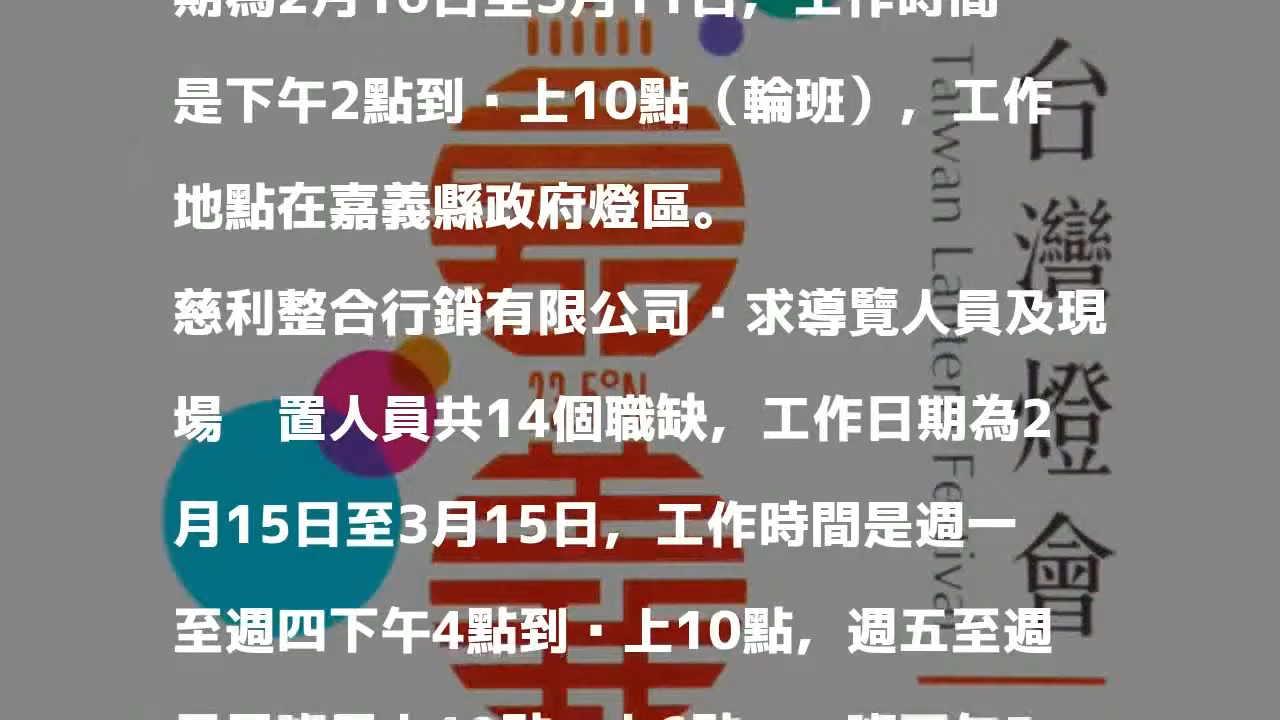 是下午2點到・上10點（輪班），工作
地點在嘉義縣政府燈區。
慈利整合行銷有限公司・求導覽人員及現
場　置人員共14個職缺，工作日期為2
月15日至3月15日，工作時間是週一
至週四下午4點到・上10點，週五至週
台灣燈會
Taiwan Lantern Festival